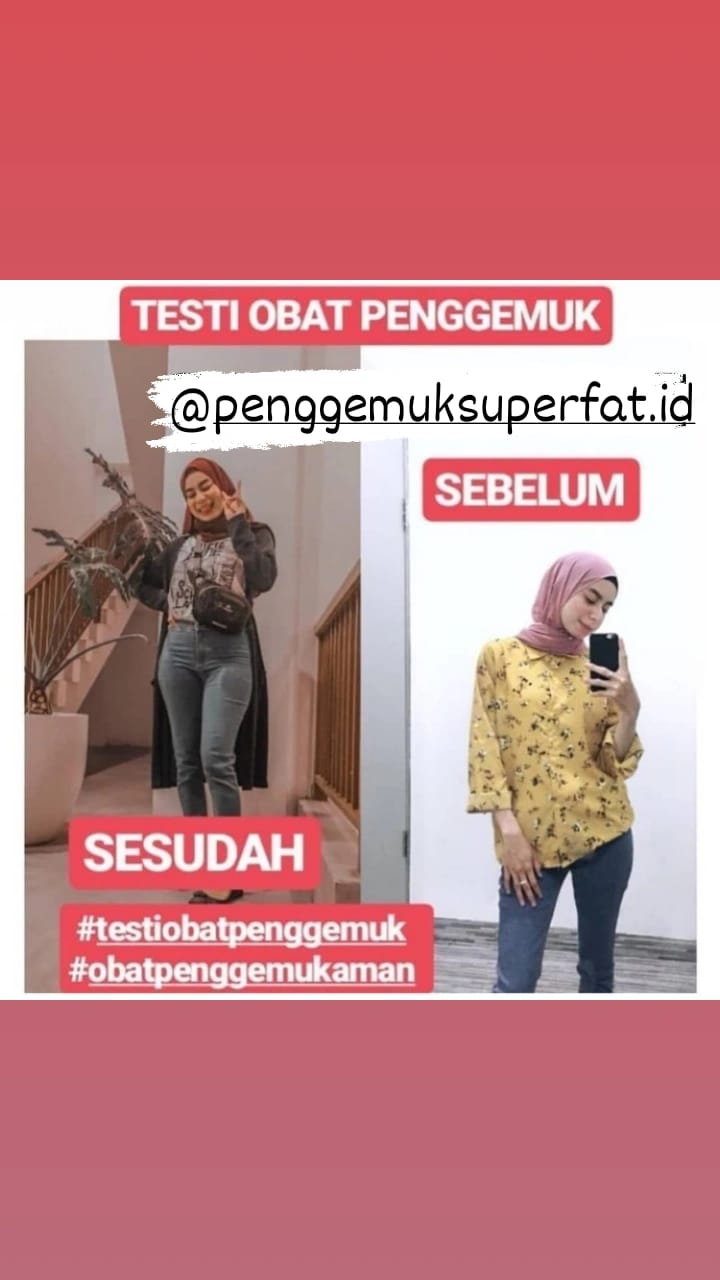 TESTI OBAT PENGGEMUK
@penggemuksuperfat.id
SEBELUM
SESUDAH
#testiobatpenggemuk
#obatpenggemukaman